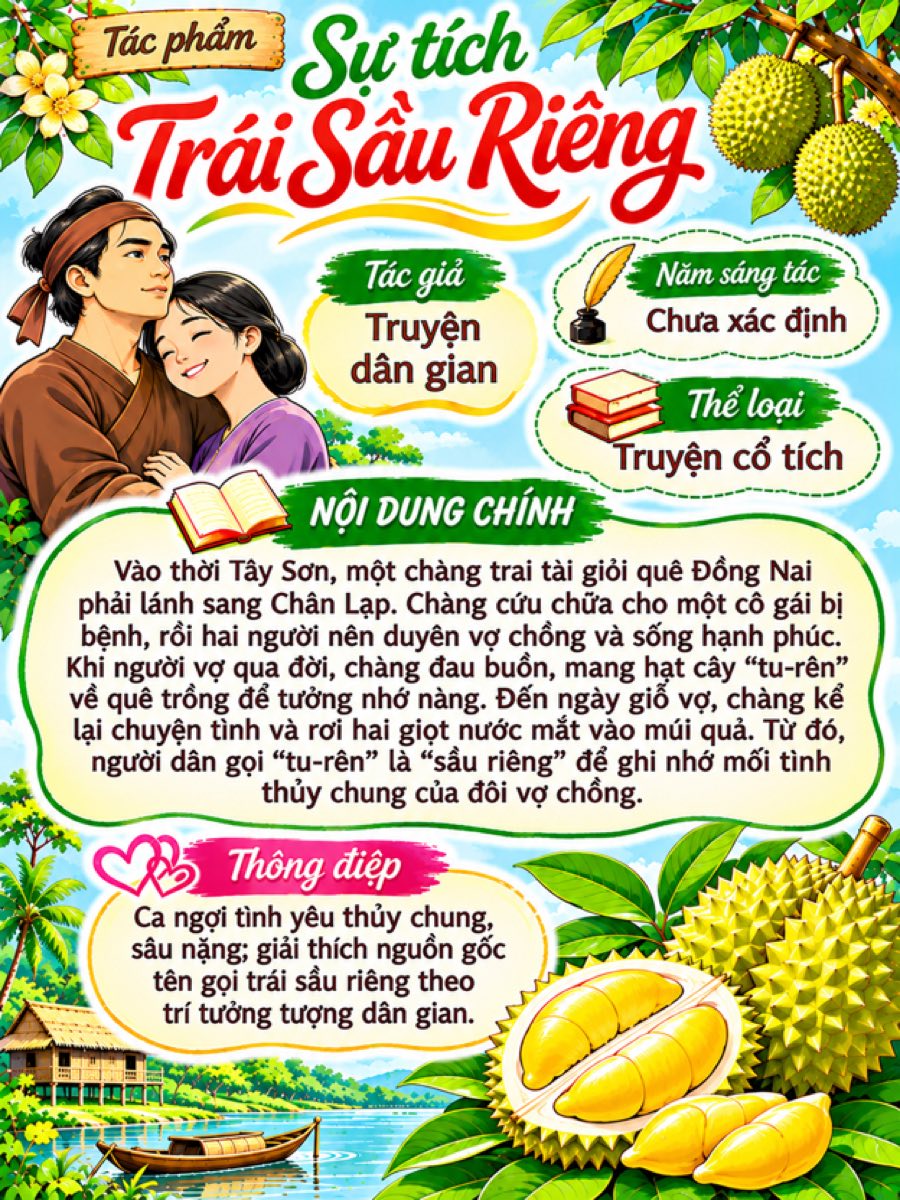 Tác phẩm
Sự tích
Trái Sầu Riêng
Tác giả
Truyện
dân gian
Năm sáng tác
Chưa xác định
Thể loại
Truyện cổ tích
NỘI DUNG CHÍNH
Vào thời Tây Sơn, một chàng trai tài giỏi quê Đồng Nai
phải lánh sang Chân Lạp. Chàng cứu chữa cho một cô gái bị
bệnh, rồi hai người nên duyên vợ chồng và sống hạnh phúc.
Khi người vợ qua đời, chàng đau buồn, mang hạt cây “tu-rên”
về quê trồng để tưởng nhớ nàng. Đến ngày giỗ vợ, chàng kể
lại chuyện tình và rơi hai giọt nước mắt vào múi quả. Từ đó,
người dân gọi “tu-rên” là “sầu riêng” để ghi nhớ mối tình
thủy chung của đôi vợ chồng.
Thông điệp
Ca ngợi tình yêu thủy chung,
sâu nặng; giải thích nguồn gốc
tên gọi trái sầu riêng theo
trí tưởng tượng dân gian.